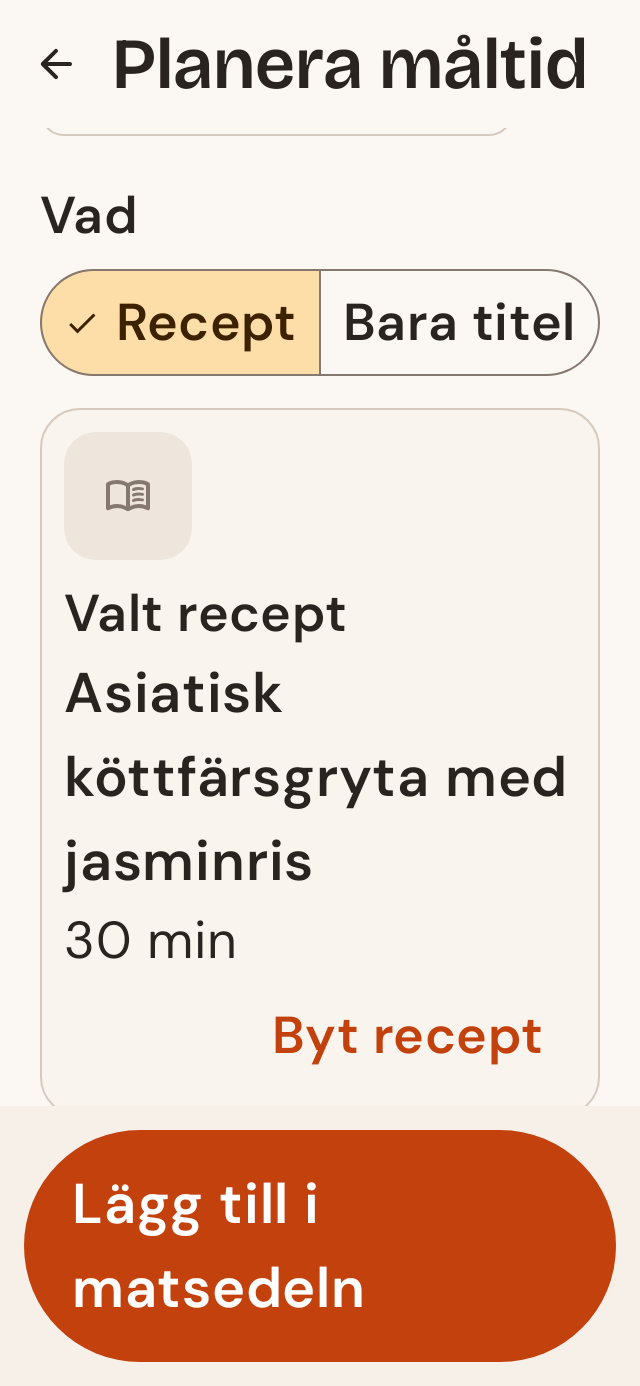 Planera måltid
Vad
Recept
Bara titel
Valt recept
Asiatisk
köttfärsgryta med
jasminris
30 min
Byt recept
Lägg till i
matsedeln